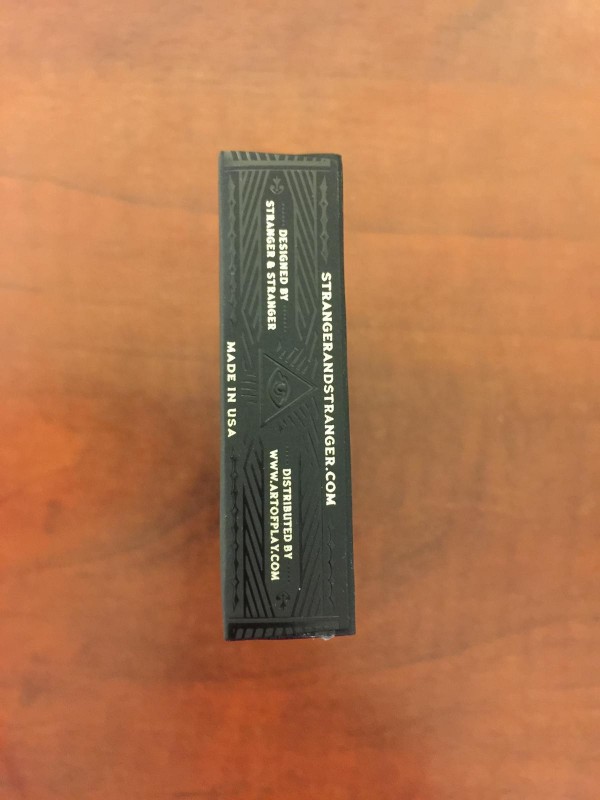 STRANGERANDSTRANGER.COM
DESIGNED BY
STRANGER & STRANGER
DISTRIBUTED BY
WWW.ARTOFPLAY.COM
MADE IN USA